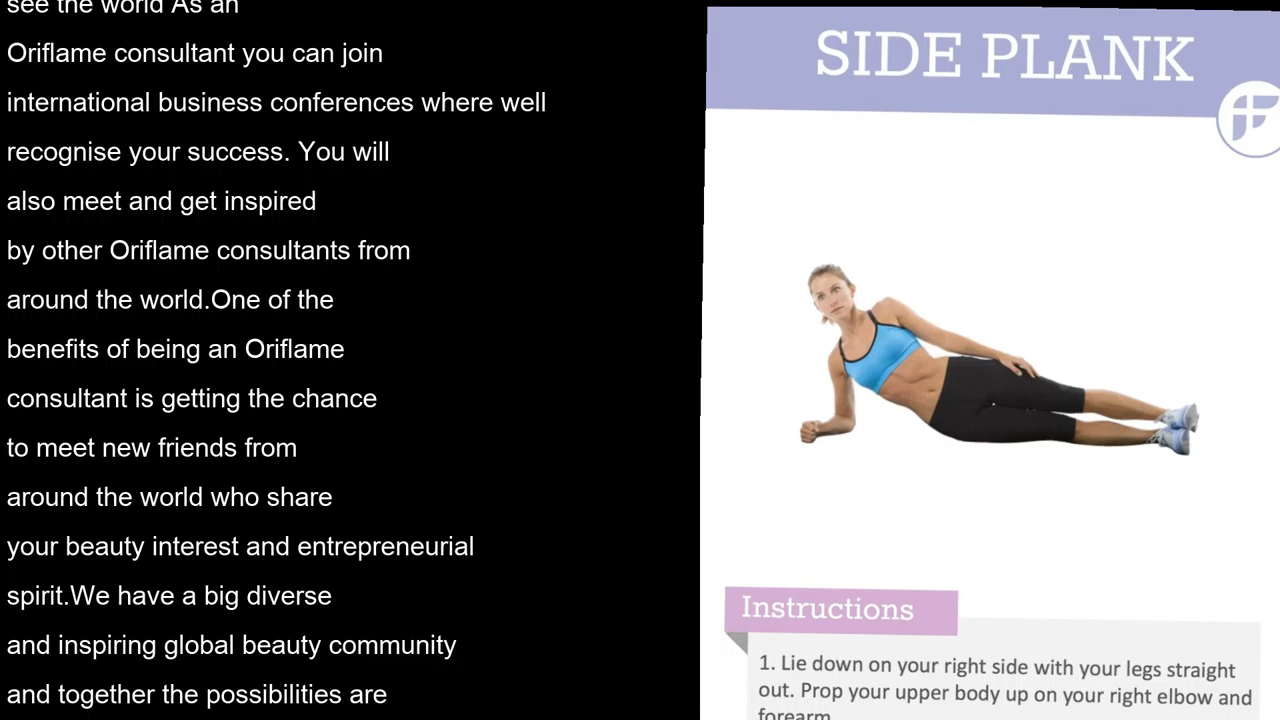 see the world As an
Oriflame consultant you can join
international business conferences where well
recognise your success. You will
also meet and get inspired
by other Oriflame consultants from
around the world.One of the
benefits of being an Oriflame
consultant is getting the chance
to meet new friends from
around the world who share
your beauty interest and entrepreneurial
spirit.We have a big diverse
and inspiring global beauty community
and together the possibilities are
SIDE PLANK
Instructions
1. Lie down on your right side with your legs straight
out. Prop your upper body up on your right elbow and
forearm